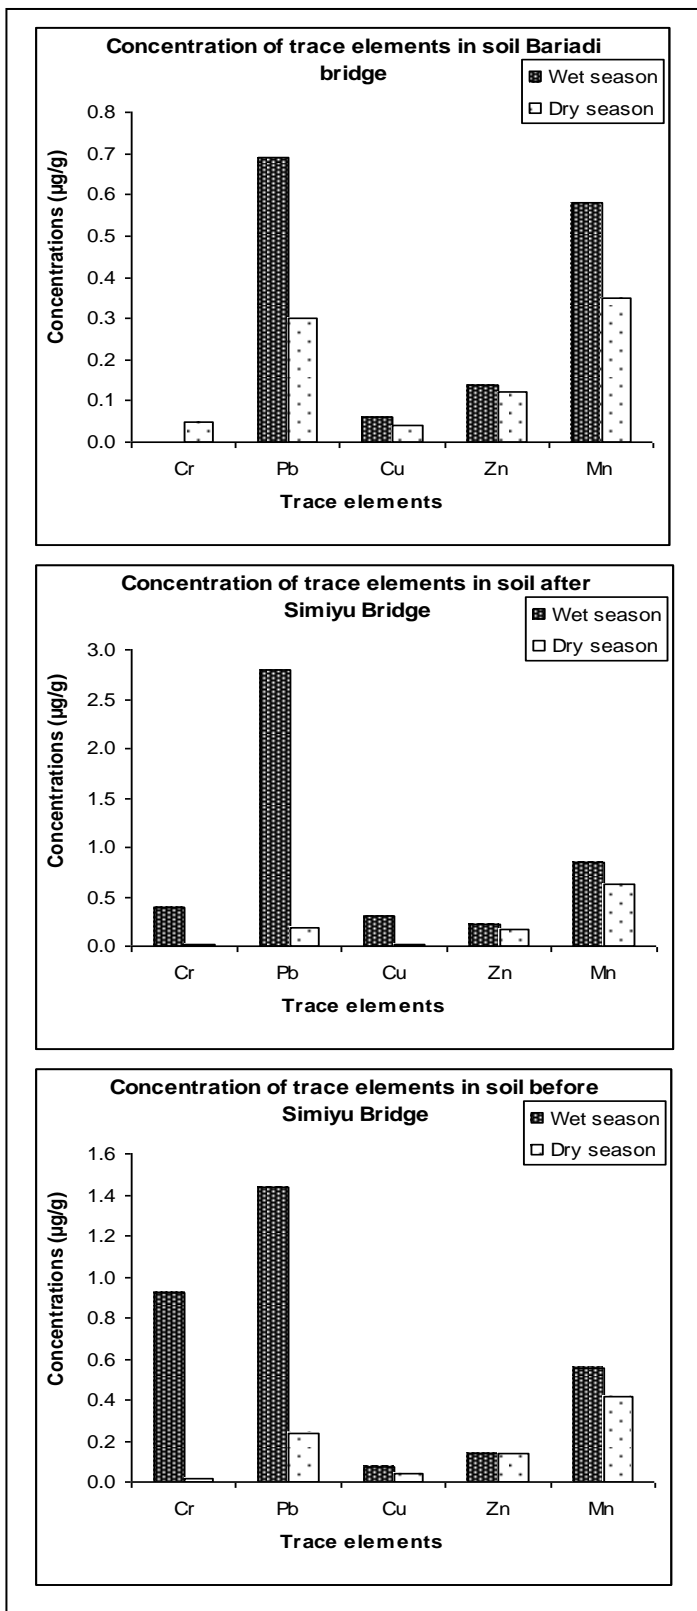 Concentration of trace elements in soil Bariadi
bridge
Wet season
Dry season
Concentrations (µg/g)
0.8
0.7
0.6
0.5
0.4
0.3
0.2
0.1
0.0
Cr Pb Cu Zn Mn
Trace elements
Concentration of trace elements in soil after
Simiyu Bridge
Wet season
Dry season
Concentrations (µg/g)
3.0
2.5
2.0
1.5
1.0
0.5
0.0
Cr Pb Cu Zn Mn
Trace elements
Concentration of trace elements in soil before
Simiyu Bridge
Wet season
Dry season
Concentrations (µg/g)
1.6
1.4
1.2
1.0
0.8
0.6
0.4
0.2
0.0
Cr Pb Cu Zn Mn
Trace elements